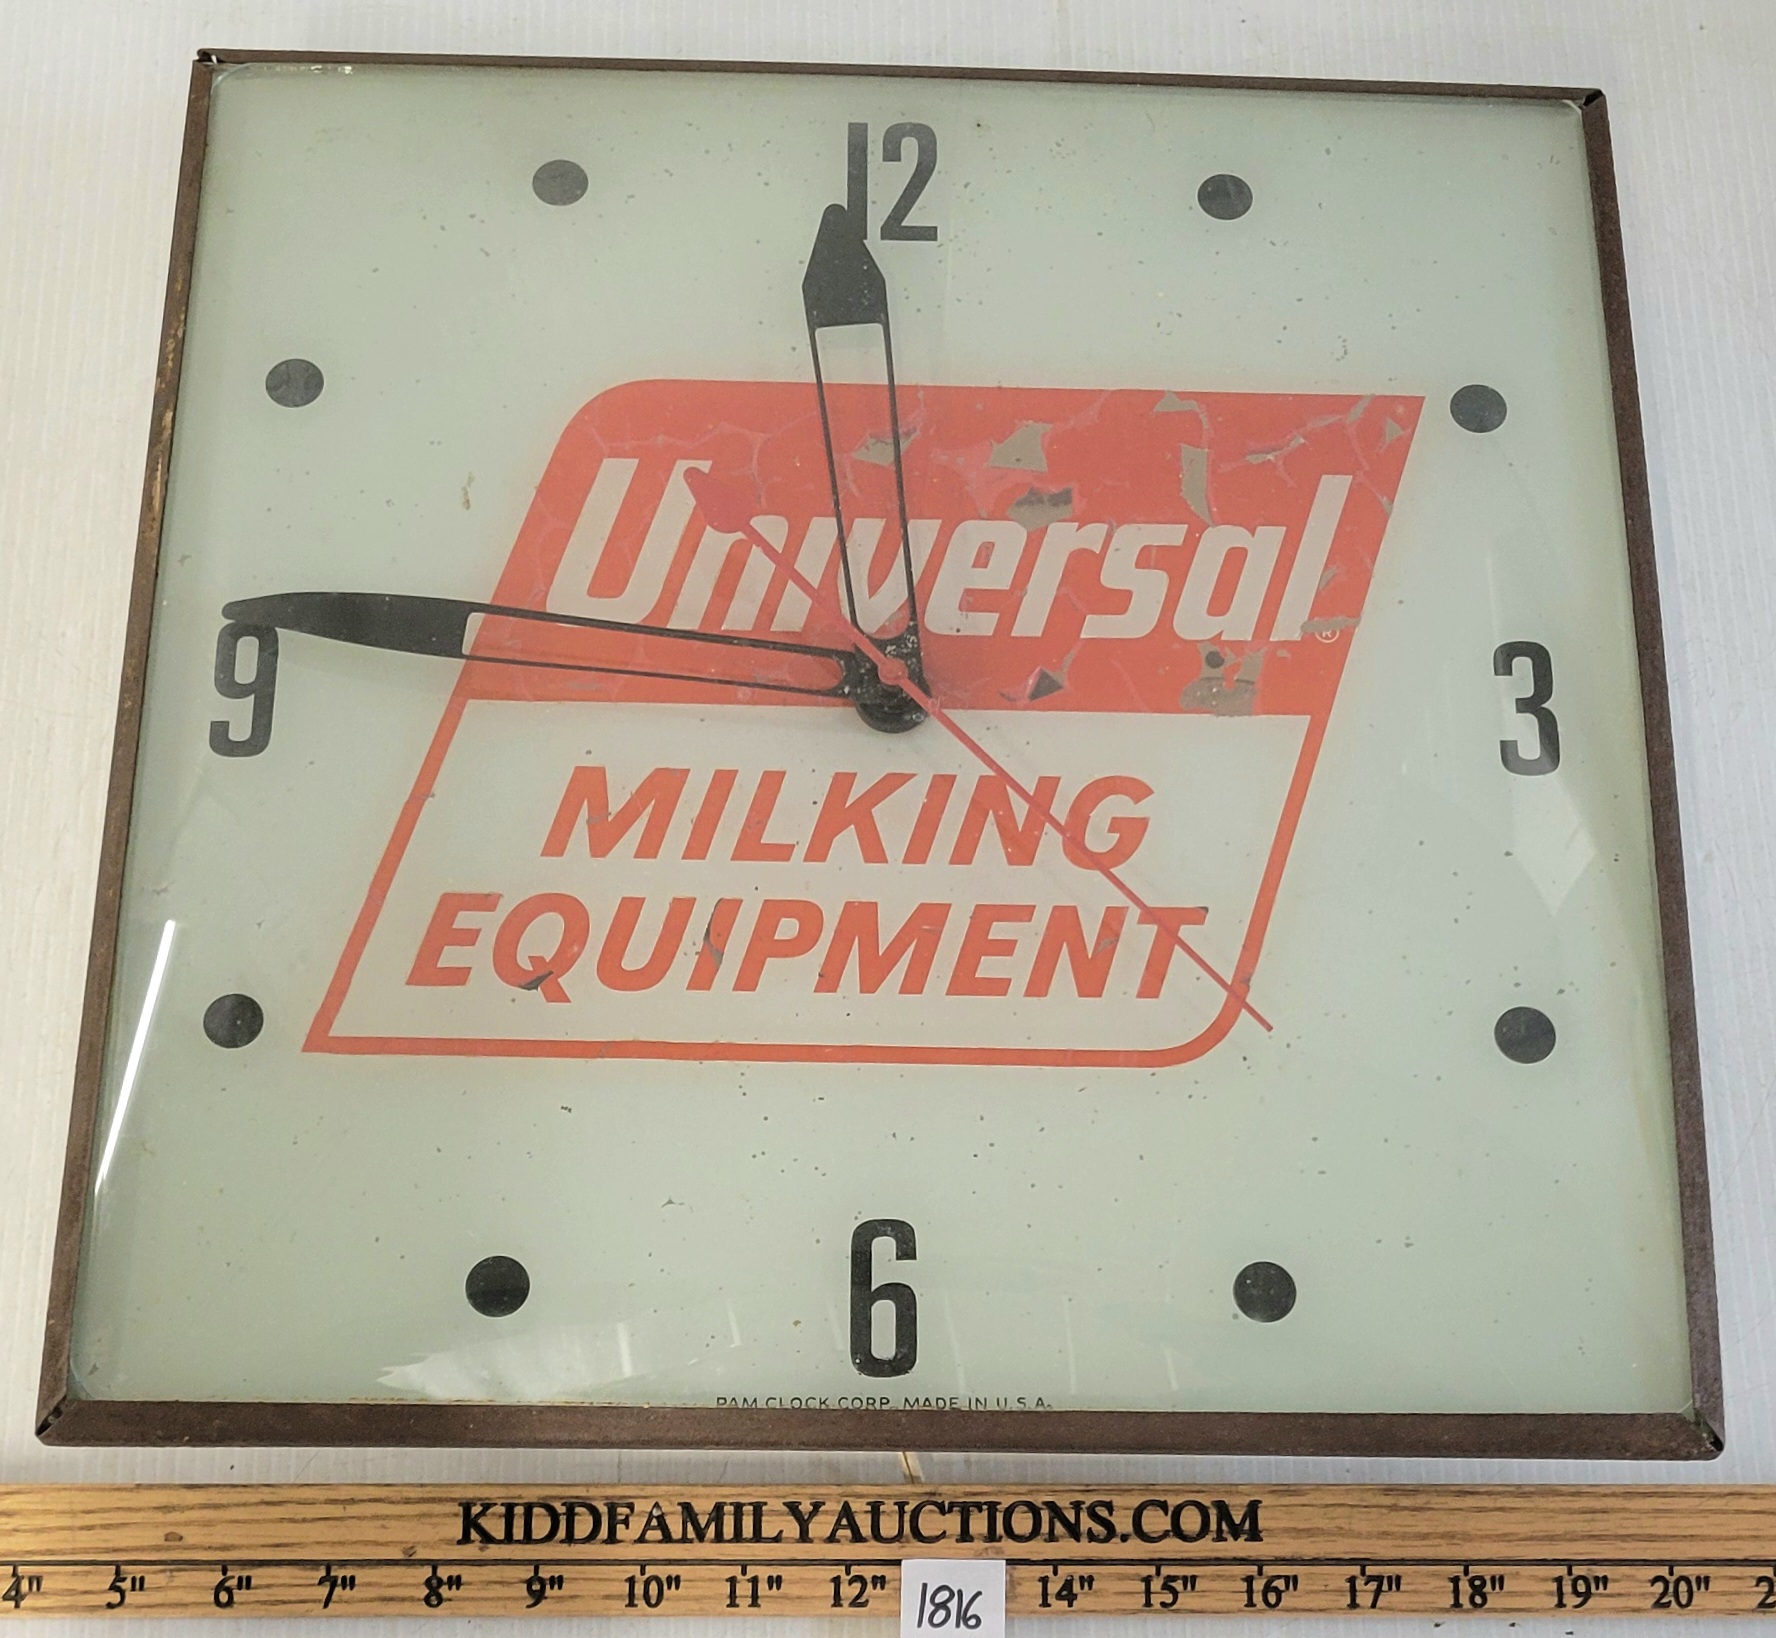 12
Universal®
9
3
MILKING
EQUIPMENT
6
PAM CLOCK CORP. MADE IN U.S.A.
KIDDFAMILYAUCTIONS.COM
4" 5" 6" 7" 8" 9" 10" 11" 12" 14" 15" 16" 17" 18" 19" 20" 2
1816